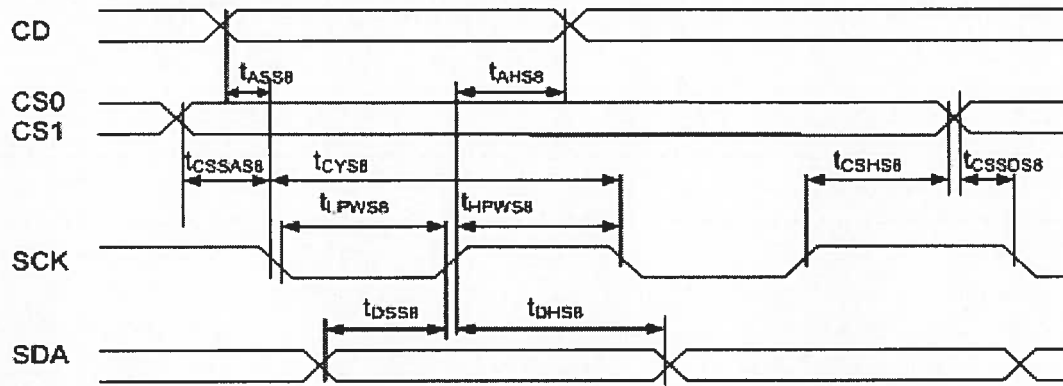 CD
tASS8 tAHS8
CS0
CS1
tCSSAS8 tCYS8 tCSHS8 tCSSDS8
tLPWS8 tHPWS8
SCK
tDSS8 tDHS8
SDA